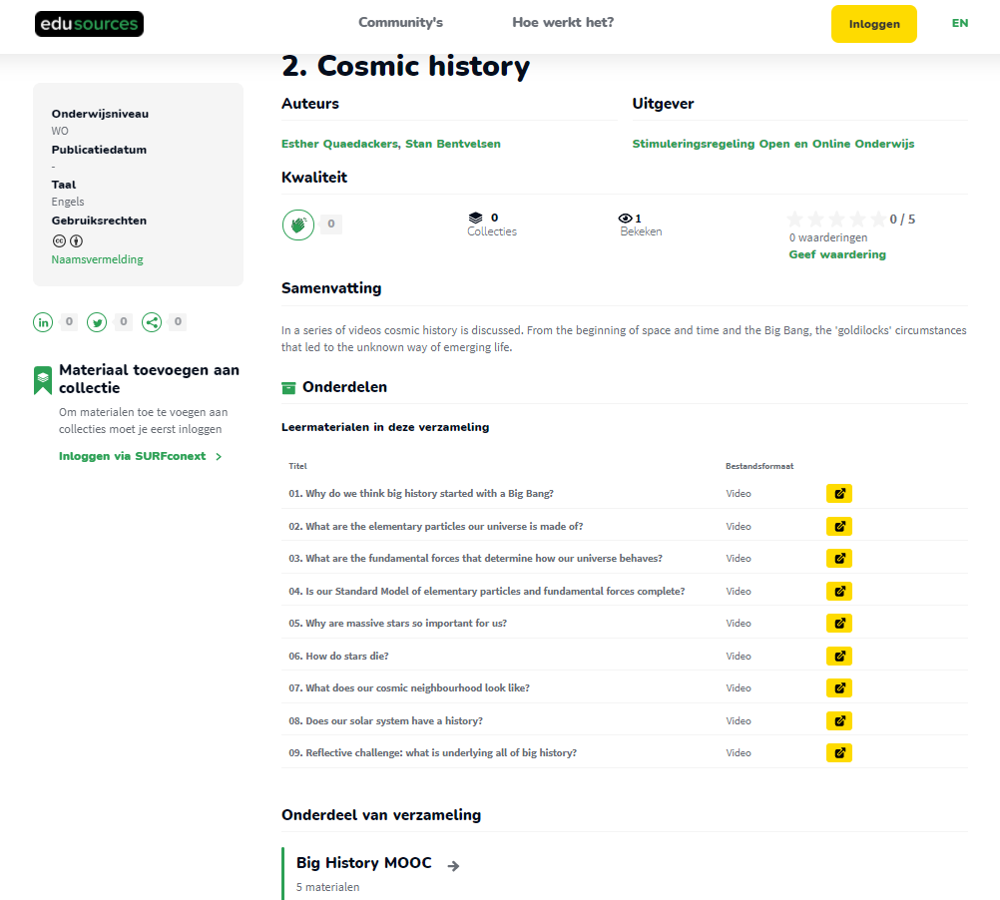 edusources
Community's
Hoe werkt het?
Inloggen
EN
2. Cosmic history
Onderwijsniveau
WO
Publicatiedatum
-
Taal
Engels
Gebruiksrechten
cc
Naamsvermelding
0
0
0
Materiaal toevoegen aan
collectie
Om materialen toe te voegen aan
collecties moet je eerst inloggen
Inloggen via SURFconext
Auteurs
Uitgever
Esther Quaedackers, Stan Bentvelsen
Stimuleringsregeling Open en Online Onderwijs
Kwaliteit
0
0
Collecties
1
Bekeken
0 / 5
0 waarderingen
Geef waardering
Samenvatting
In a series of videos cosmic history is discussed. From the beginning of space and time and the Big Bang, the 'goldilocks' circumstances
that led to the unknown way of emerging life.
Onderdelen
Leermaterialen in deze verzameling
Titel Bestandsformaat
01. Why do we think big history started with a Big Bang? Video
02. What are the elementary particles our universe is made of? Video
03. What are the fundamental forces that determine how our universe behaves? Video
04. Is our Standard Model of elementary particles and fundamental forces complete? Video
05. Why are massive stars so important for us? Video
06. How do stars die? Video
07. What does our cosmic neighbourhood look like? Video
08. Does our solar system have a history? Video
09. Reflective challenge: what is underlying all of big history? Video
Onderdeel van verzameling
Big History MOOC
5 materialen